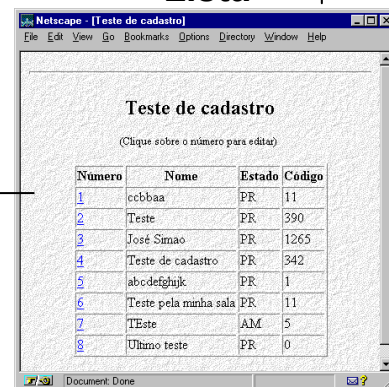 Netscape - [Teste de cadastro]
File Edit View Go Bookmarks Options Directory Window Help
Teste de cadastro
(Clique sobre o número para editar)
Número Nome Estado Código
1 ccbbaa PR 11
2 Teste PR 390
3 José Simao PR 1265
4 Teste de cadastro PR 342
5 abcdefghijk PR 1
6 Teste pela minha sala PR 11
7 TEste AM 5
8 Ultimo teste PR 0
Document: Done